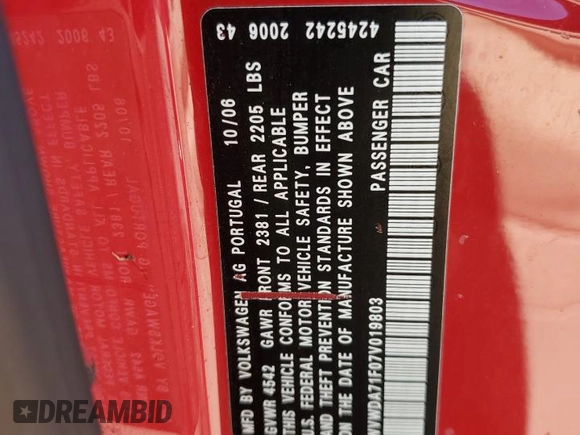 4245242 2006 43
MFD BY VOLKSWAGEN AG PORTUGAL 10/06
GVWR 4542 GAWR FRONT 2381 / REAR 2205 LBS
THIS VEHICLE CONFORMS TO ALL APPLICABLE
U.S. FEDERAL MOTOR VEHICLE SAFETY, BUMPER
AND THEFT PREVENTION STANDARDS IN EFFECT
DATE OF MANUFACTURE SHOWN ABOVE
WVWDA71F07V019803 PASSENGER CAR
DREAMBID